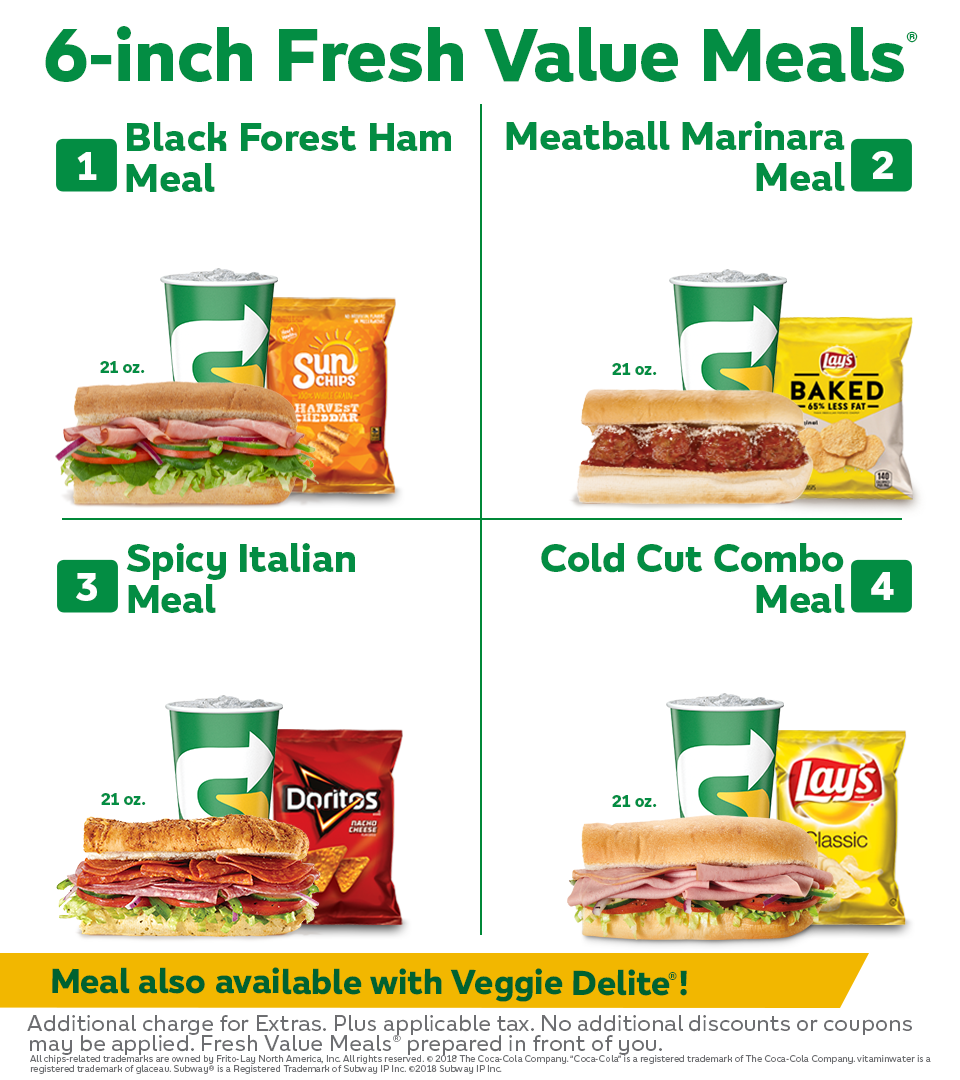 6-inch Fresh Value Meals®
1
Black Forest Ham
Meal
Meatball Marinara
Meal
2
21 oz.
Sun
CHIPS
100% WHOLE GRAIN
HARVEST
CHEDDAR
21 oz.
Lay's
BAKED
65% LESS FAT
140
3
Spicy Italian
Meal
Cold Cut Combo
Meal
4
21 oz.
Doritos
NACHO
CHEESE
21 oz.
Lay's
Classic
Meal also available with Veggie Delite®!
Additional charge for Extras. Plus applicable tax. No additional discounts or coupons
may be applied. Fresh Value Meals® prepared in front of you.
All chips-related trademarks are owned by Frito-Lay North America, Inc. All rights reserved. © 2018 The Coca-Cola Company. “Coca-Cola” is a registered trademark of The Coca-Cola Company. vitaminwater is a
registered trademark of glaceau. Subway® is a Registered Trademark of Subway IP Inc. ©2018 Subway IP Inc.